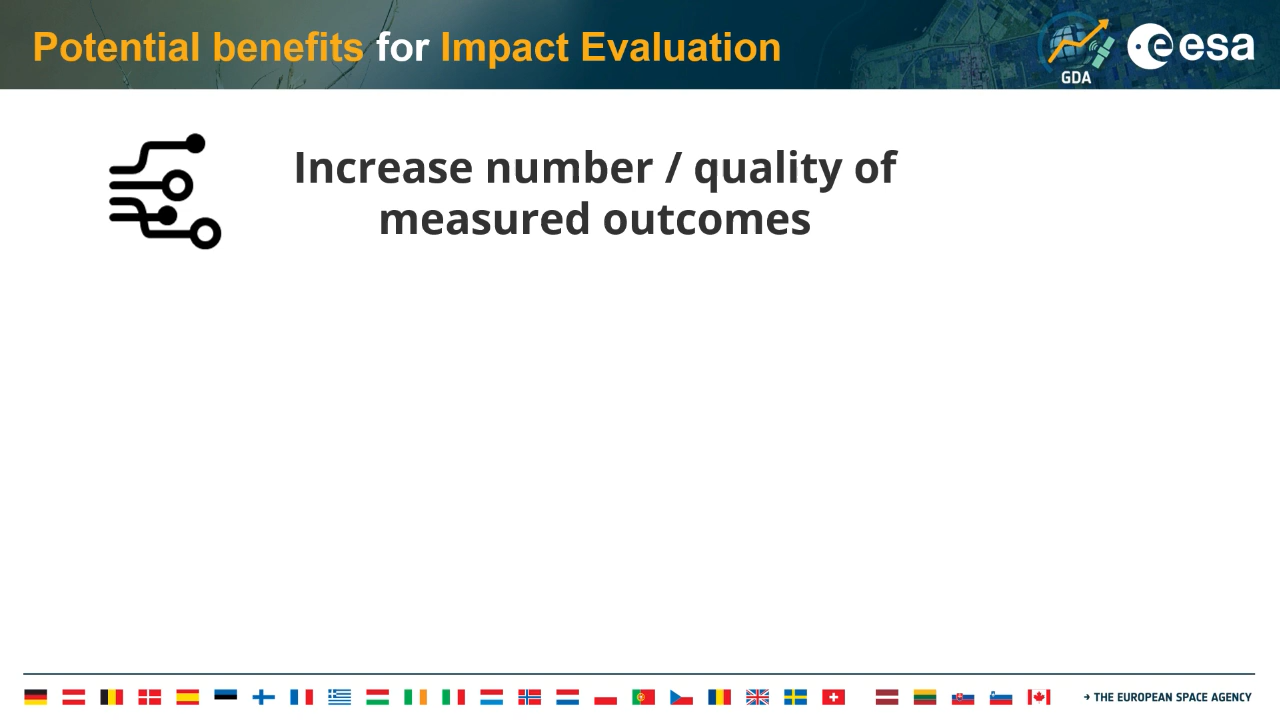 Potential benefits for Impact Evaluation
GDA
esa
Increase number / quality of
measured outcomes
→ THE EUROPEAN SPACE AGENCY